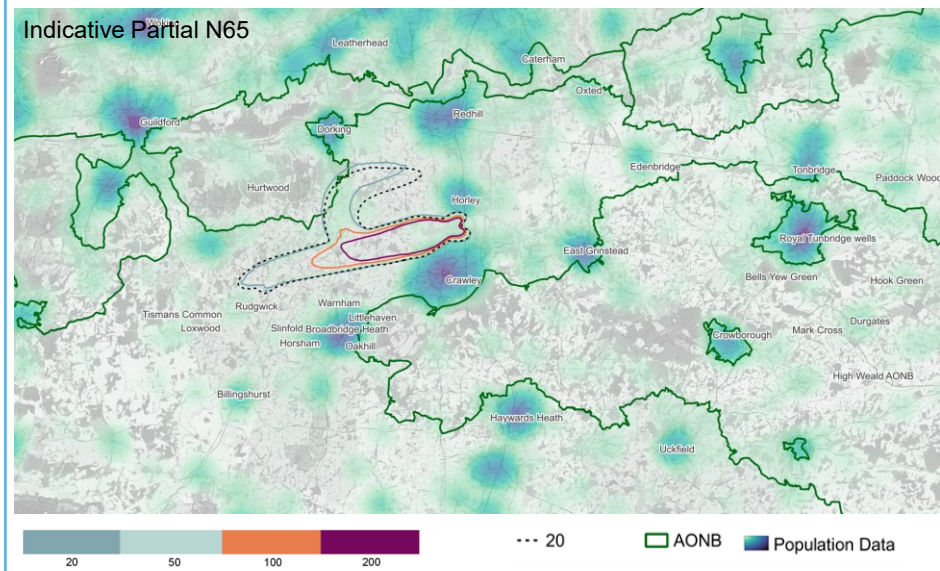 Indicative Partial N65
Woking
Leatherhead
Caterham
Oxted
Guildford
Redhill
Dorking
Edenbridge
Tonbridge
Paddock Wood
Hurtwood
Horley
East Grinstead
Royal Tunbridge wells
Crawley
Bells Yew Green
Hook Green
Rudgwick
Warnham
Tismans Common
Littlehaven
Durgates
Loxwood
Slinfold Broadbridge Heath
Mark Cross
Crowborough
Horsham
Oakhill
High Weald AONB
Billingshurst
Haywards Heath
Uckfield
20 50 100 200
20
AONB
Population Data